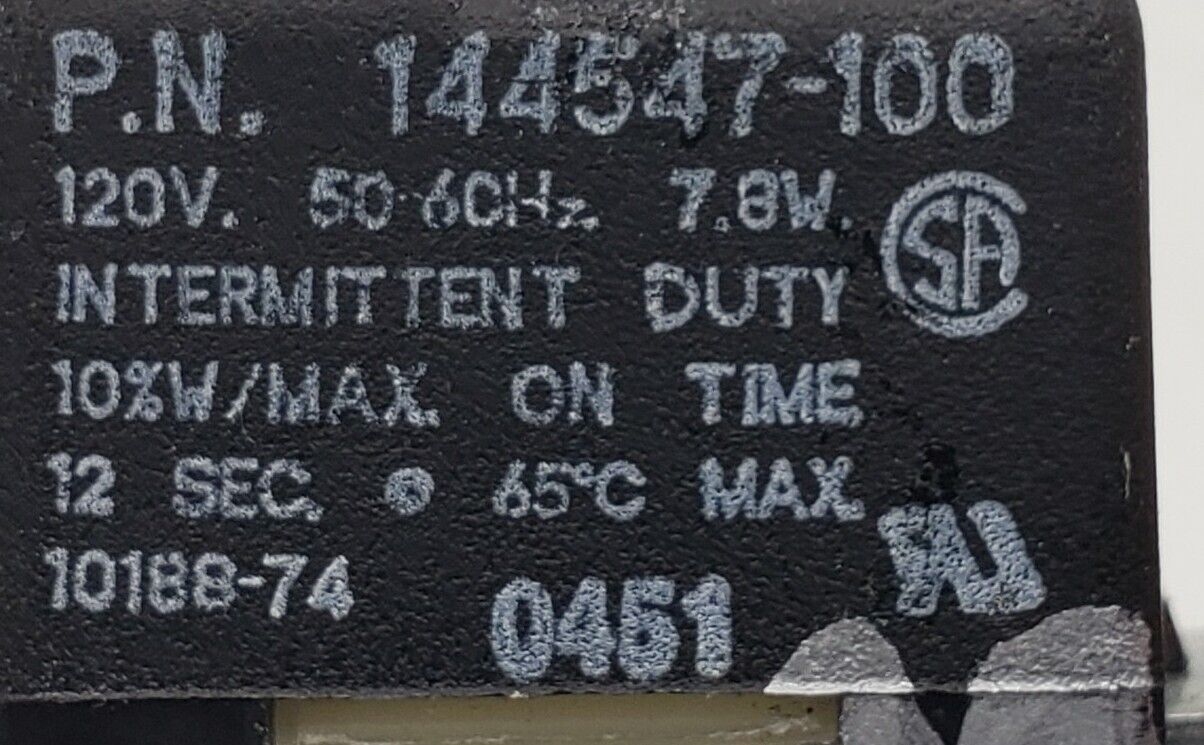 P.N. 144547-100
120V. 50-60Hz. 7.8W.
SA
INTERMITTENT DUTY
10%W/MAX. ON TIME
12 SEC. @ 65°C MAX.
10188-74 0451